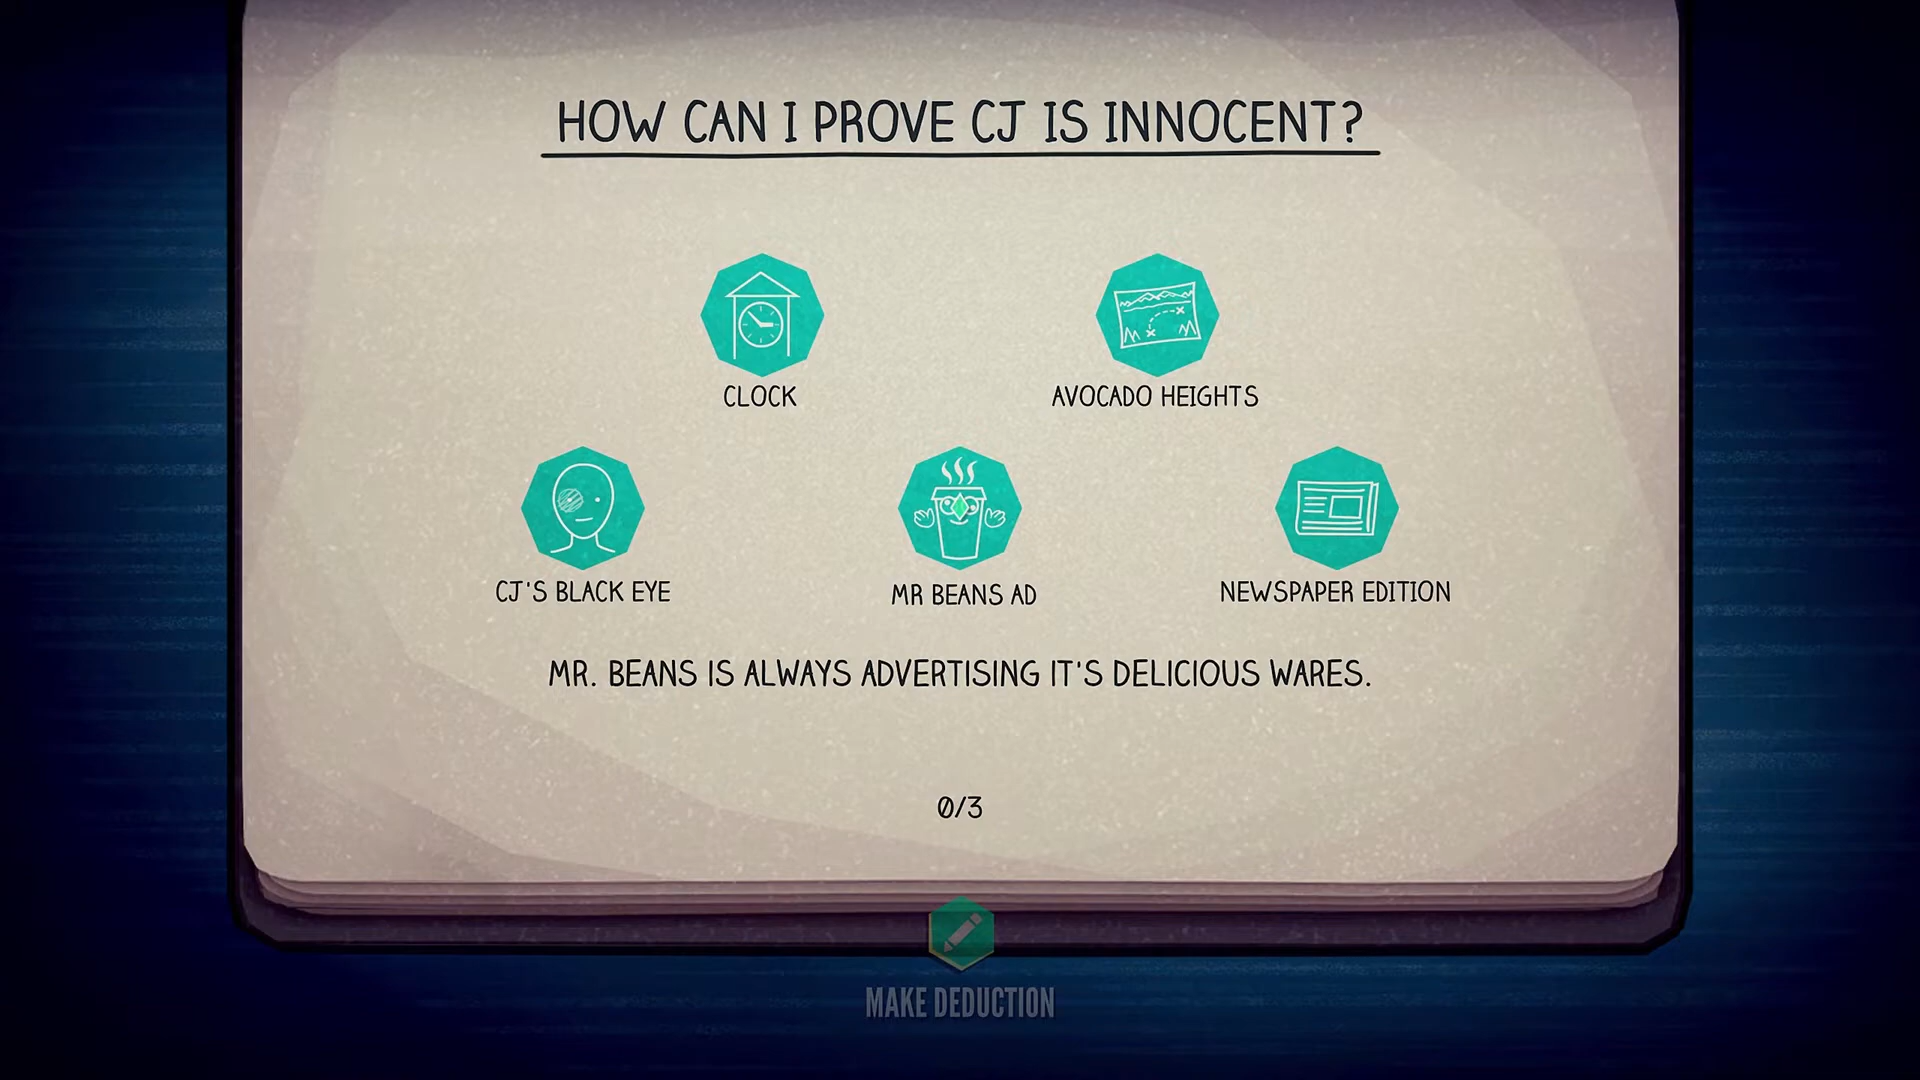 HOW CAN I PROVE CJ IS INNOCENT?
CLOCK
AVOCADO HEIGHTS
CJ'S BLACK EYE
MR BEANS AD
NEWSPAPER EDITION
MR. BEANS IS ALWAYS ADVERTISING IT'S DELICIOUS WARES.
0/3
MAKE DEDUCTION